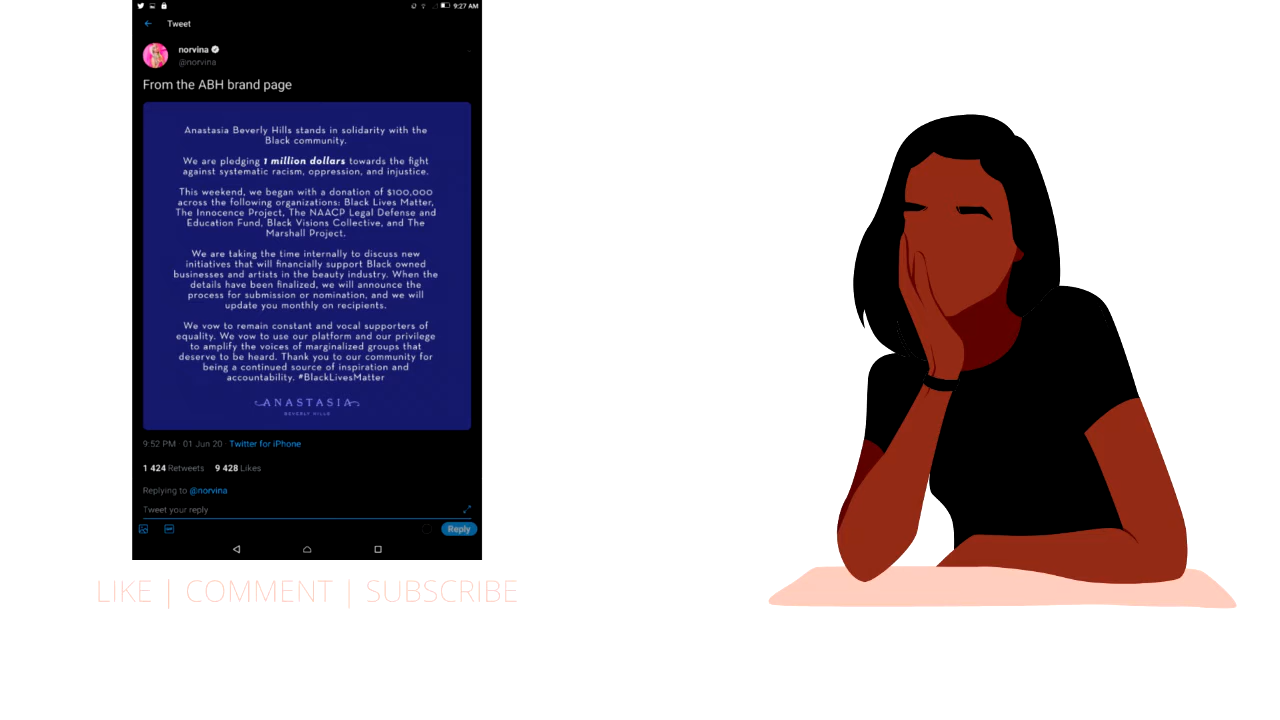 9:27 AM
Tweet
norvina
@norvina
From the ABH brand page
Anastasia Beverly Hills stands in solidarity with the
Black community.
We are pledging 1 million dollars towards the fight
against systematic racism, oppression, and injustice.
This weekend, we began with a donation of $100,000
across the following organizations: Black Lives Matter,
The Innocence Project, The NAACP Legal Defense and
Education Fund, Black Visions Collective, and The
Marshall Project.
We are taking the time internally to discuss new
initiatives that will financially support Black owned
businesses and artists in the beauty industry. When the
details have been finalized, we will announce the
process for submission or nomination, and we will
update you monthly on recipients.
We vow to remain constant and vocal supporters of
equality. We vow to use our platform and our privilege
to amplify the voices of marginalized groups that
deserve to be heard. Thank you to our community for
being a continued source of inspiration and
accountability. #BlackLivesMatter
ANASTASIA
BEVERLY HILLS
9:52 PM · 01 Jun 20 · Twitter for iPhone
1 424 Retweets 9 428 Likes
Replying to @norvina
Tweet your reply
GIF
Reply
LIKE | COMMENT | SUBSCRIBE